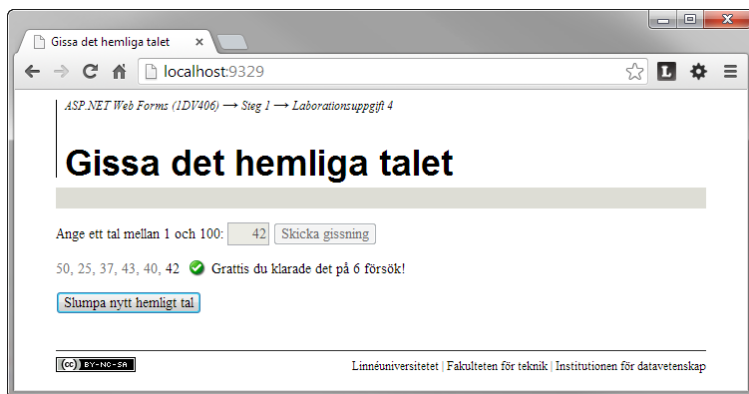 Gissa det hemliga talet
localhost:9329
ASP.NET Web Forms (1DV406) → Steg 1 → Laborationsuppgift 4
Gissa det hemliga talet
Ange ett tal mellan 1 och 100: 42 Skicka gissning
50, 25, 37, 43, 40, 42 Grattis du klarade det på 6 försök!
Slumpa nytt hemligt tal
(cc) BY-NC-SA Linnéuniversitetet | Fakulteten för teknik | Institutionen för datavetenskap